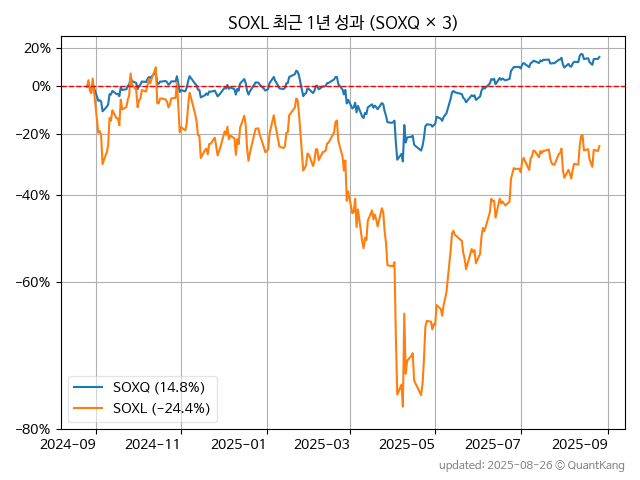 SOXL 최근 1년 성과 (SOXQ × 3)
20%
0%
−20%
−40%
−60%
−80%
SOXQ (14.8%)
SOXL (−24.4%)
2024-09 2024-11 2025-01 2025-03 2025-05 2025-07 2025-09
updated: 2025-08-26 © QuantKang